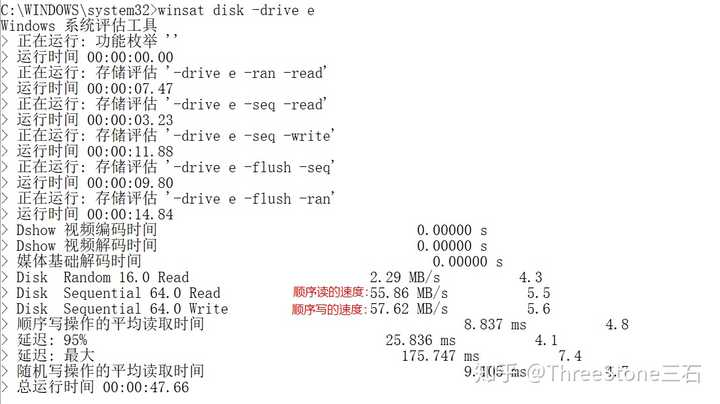 C:\WINDOWS\system32>winsat disk -drive e
Windows 系统评估工具
> 正在运行: 功能枚举 ''
> 运行时间 00:00:00.00
> 正在运行: 存储评估 '-drive e -ran -read'
> 运行时间 00:00:07.47
> 正在运行: 存储评估 '-drive e -seq -read'
> 运行时间 00:00:03.23
> 正在运行: 存储评估 '-drive e -seq -write'
> 运行时间 00:00:11.88
> 正在运行: 存储评估 '-drive e -flush -seq'
> 运行时间 00:00:09.80
> 正在运行: 存储评估 '-drive e -flush -ran'
> 运行时间 00:00:14.84
> Dshow 视频编码时间 0.00000 s
> Dshow 视频解码时间 0.00000 s
> 媒体基础解码时间 0.00000 s
> Disk Random 16.0 Read 2.29 MB/s 4.3
> Disk Sequential 64.0 Read 顺序读的速度:55.86 MB/s 5.5
> Disk Sequential 64.0 Write 顺序写的速度:57.62 MB/s 5.6
> 顺序写操作的平均读取时间 8.837 ms 4.8
> 延迟: 95% 25.836 ms 4.1
> 延迟: 最大 175.747 ms 7.4
> 随机写操作的平均读取时间 ms
> 总运行时间 00:00:47.66
知乎 @ThreeStone三石